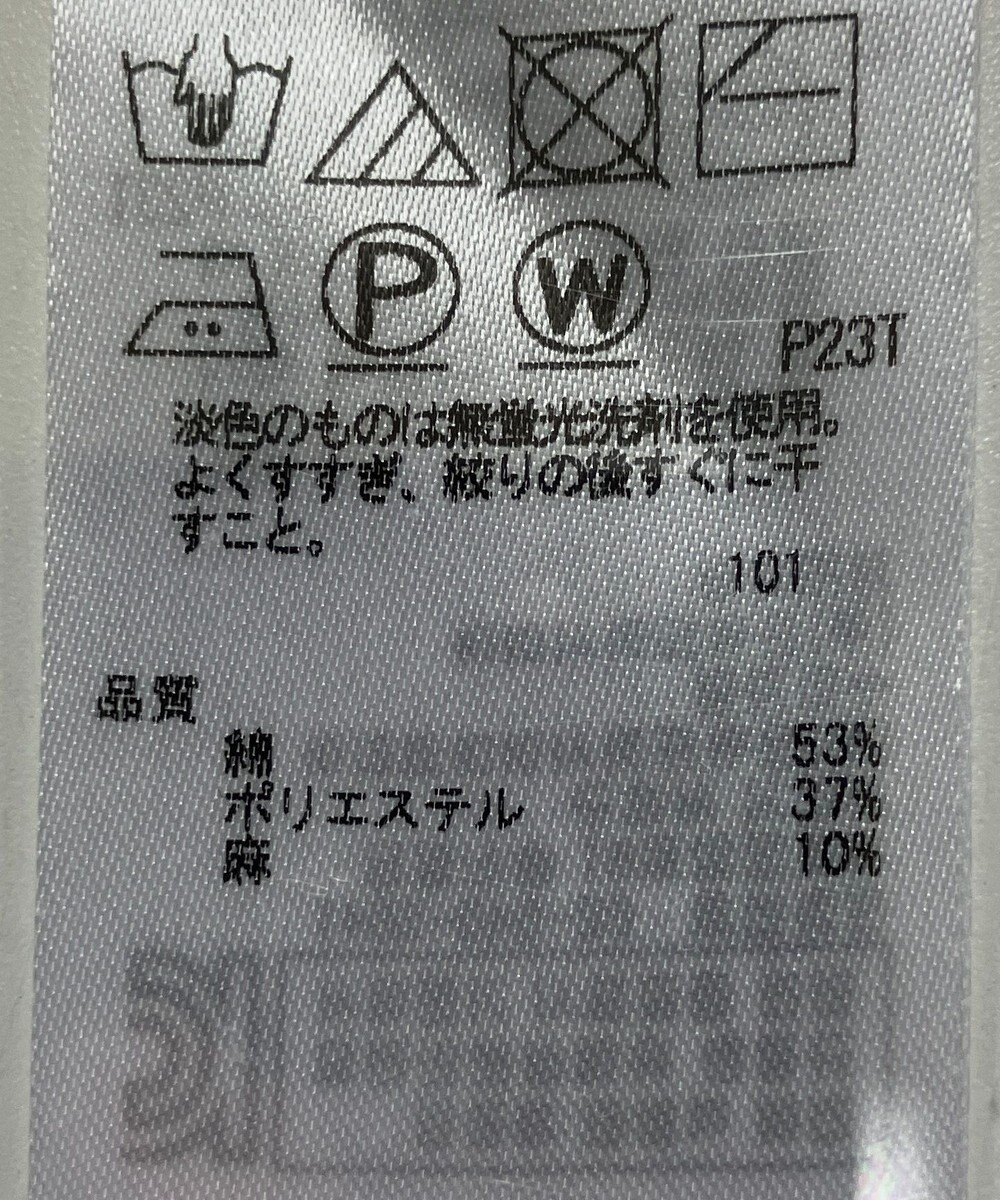 P
W
P23T
淡色のものは無蛍光洗剤を使用。
よくすすぎ、絞りの後すぐに干
すこと。
101
品質
綿 53%
ポリエステル 37%
麻 10%